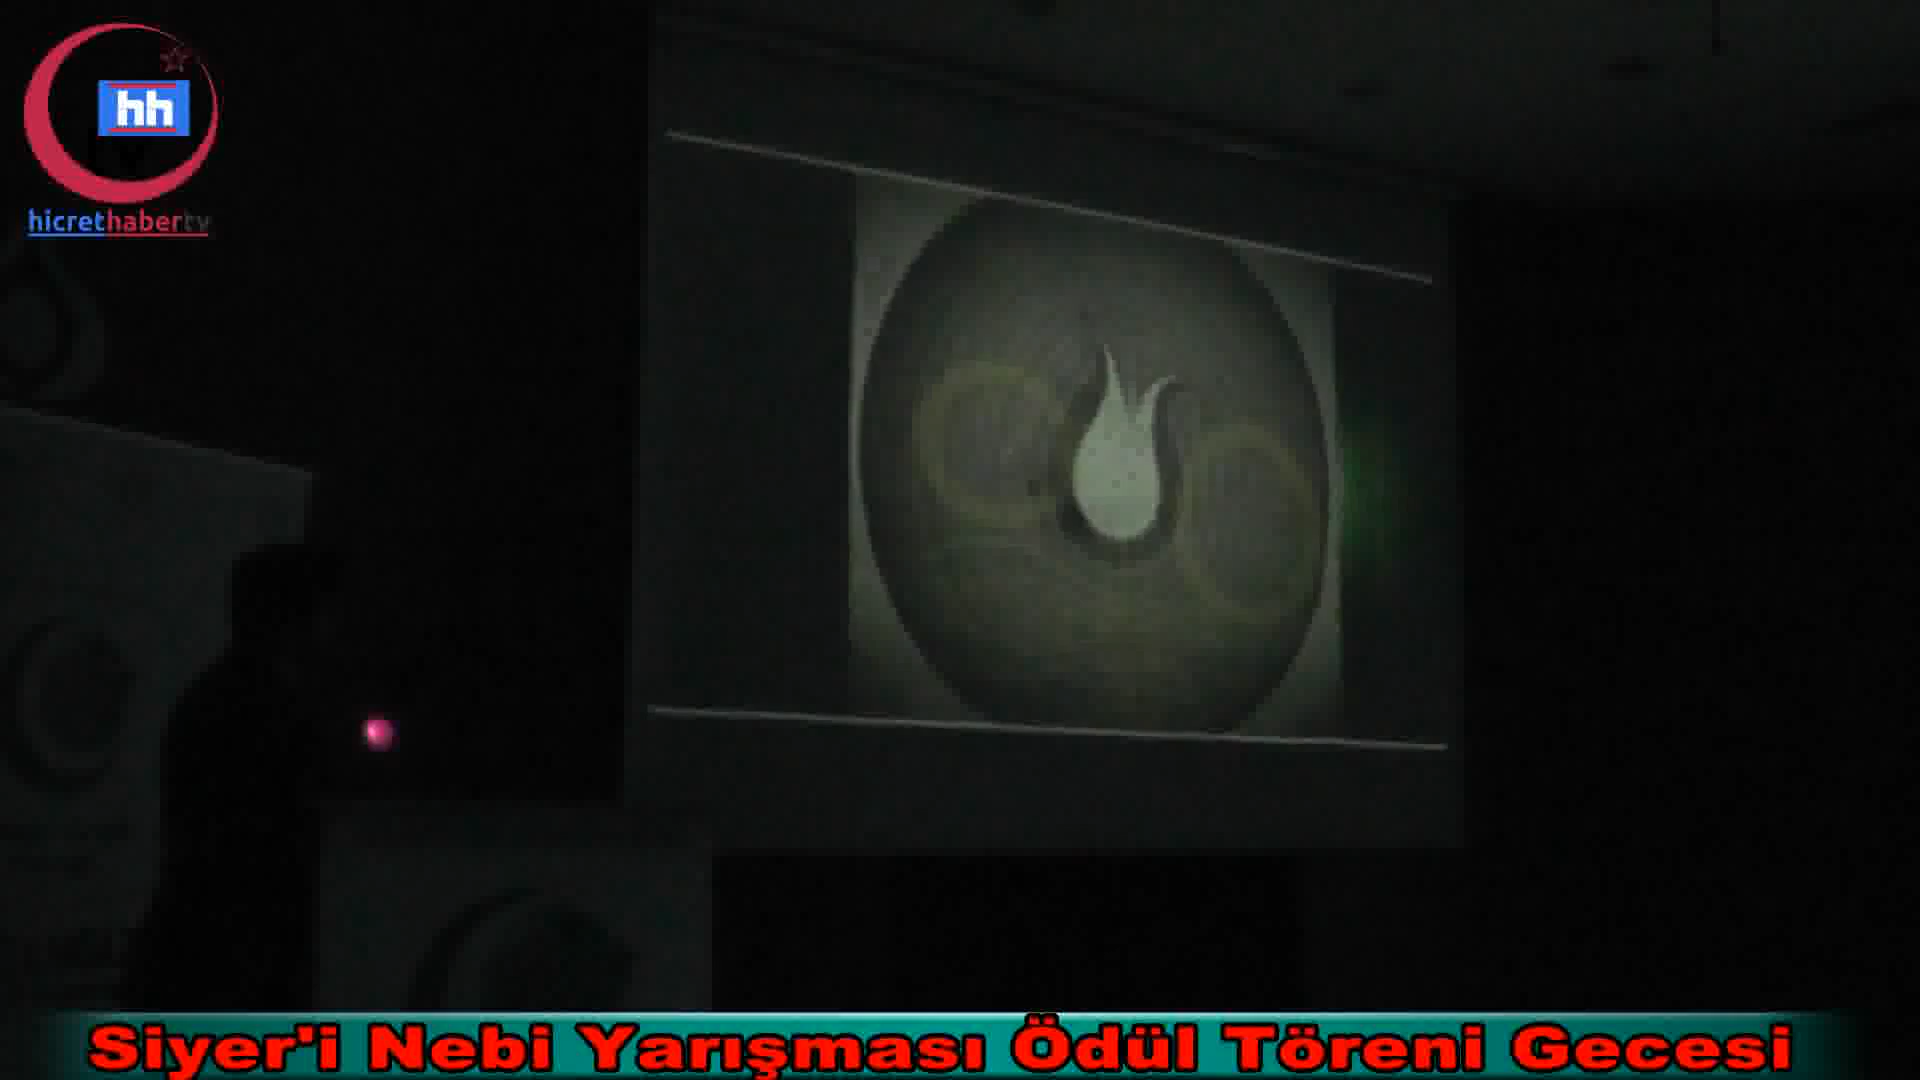 hh
hicrethabertv
Siyer'i Nebi Yarışması Ödül Töreni Gecesi